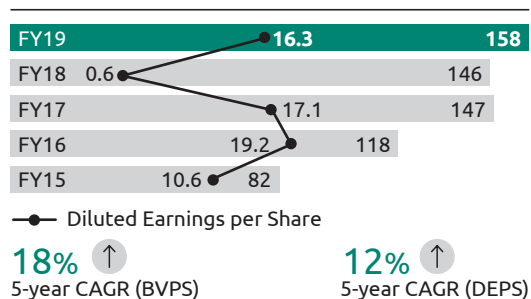 FY19 16.3 158
FY18 0.6 146
FY17 17.1 147
FY16 19.2 118
FY15 10.6 82
Diluted Earnings per Share
18% ↑ 12% ↑
5-year CAGR (BVPS) 5-year CAGR (DEPS)